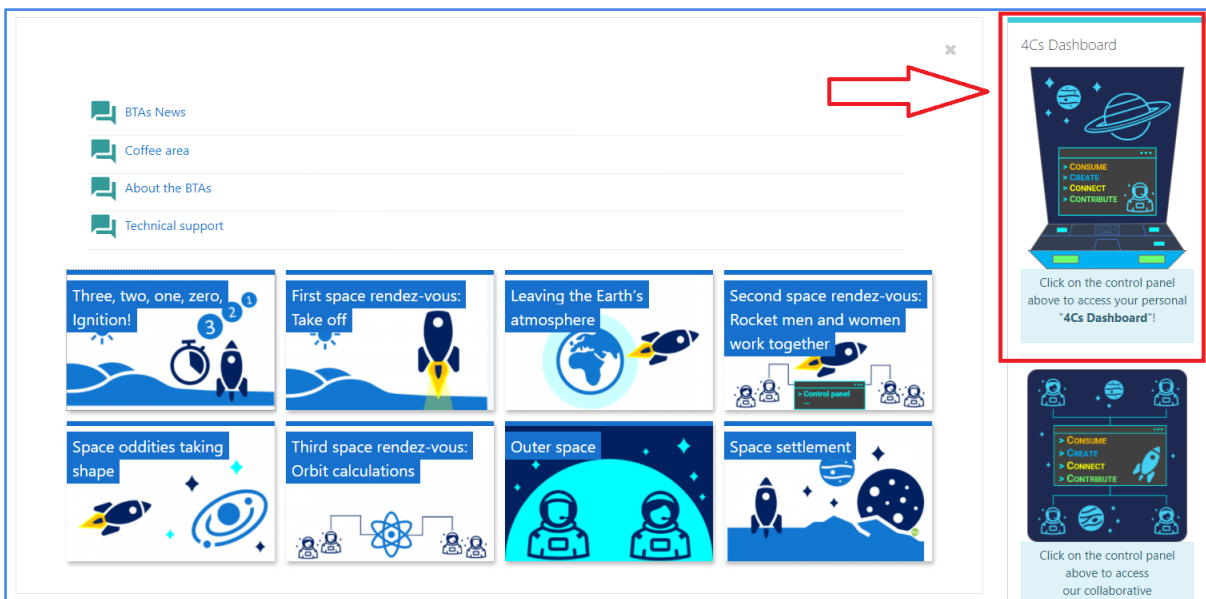 BTAs News
Coffee area
About the BTAs
Technical support
Three, two, one, zero,
Ignition!
3
2
1
First space rendez-vous:
Take off
Leaving the Earth's
atmosphere
Second space rendez-vous:
Rocket men and women
work together
> Control panel
Space oddities taking
shape
Third space rendez-vous:
Orbit calculations
Outer space
Space settlement
4Cs Dashboard
> CONSUME
> CREATE
> CONNECT
> CONTRIBUTE
Click on the control panel
above to access your personal
"4Cs Dashboard"!
> CONSUME
> CREATE
> CONNECT
> CONTRIBUTE
Click on the control panel
above to access
our collaborative